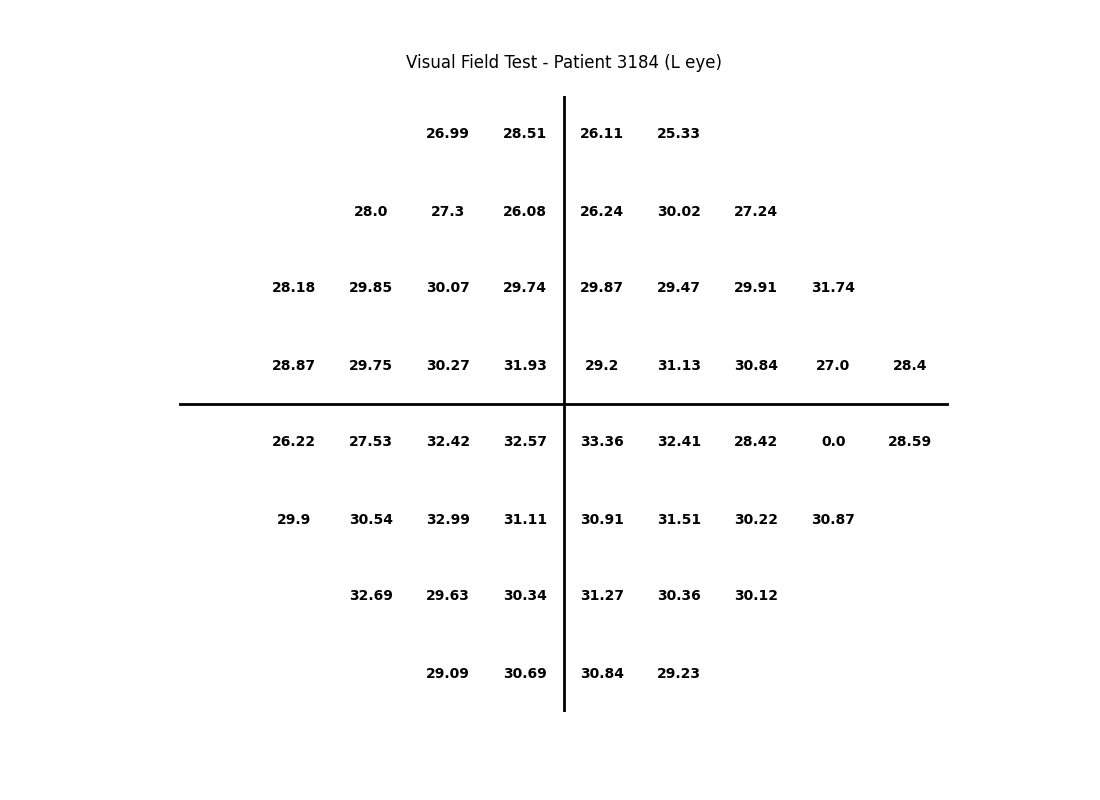 Visual Field Test - Patient 3184 (L eye)
26.99 28.51 26.11 25.33
28.0 27.3 26.08 26.24 30.02 27.24
28.18 29.85 30.07 29.74 29.87 29.47 29.91 31.74
28.87 29.75 30.27 31.93 29.2 31.13 30.84 27.0 28.4
26.22 27.53 32.42 32.57 33.36 32.41 28.42 0.0 28.59
29.9 30.54 32.99 31.11 30.91 31.51 30.22 30.87
32.69 29.63 30.34 31.27 30.36 30.12
29.09 30.69 30.84 29.23